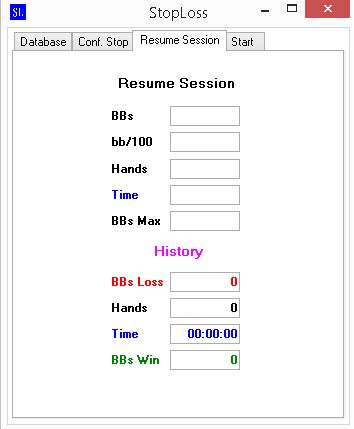 SL StopLoss
Database Conf. Stop Resume Session Start
Resume Session
BBs
bb/100
Hands
Time
BBs Max
History
BBs Loss 0
Hands 0
Time 00:00:00
BBs Win 0